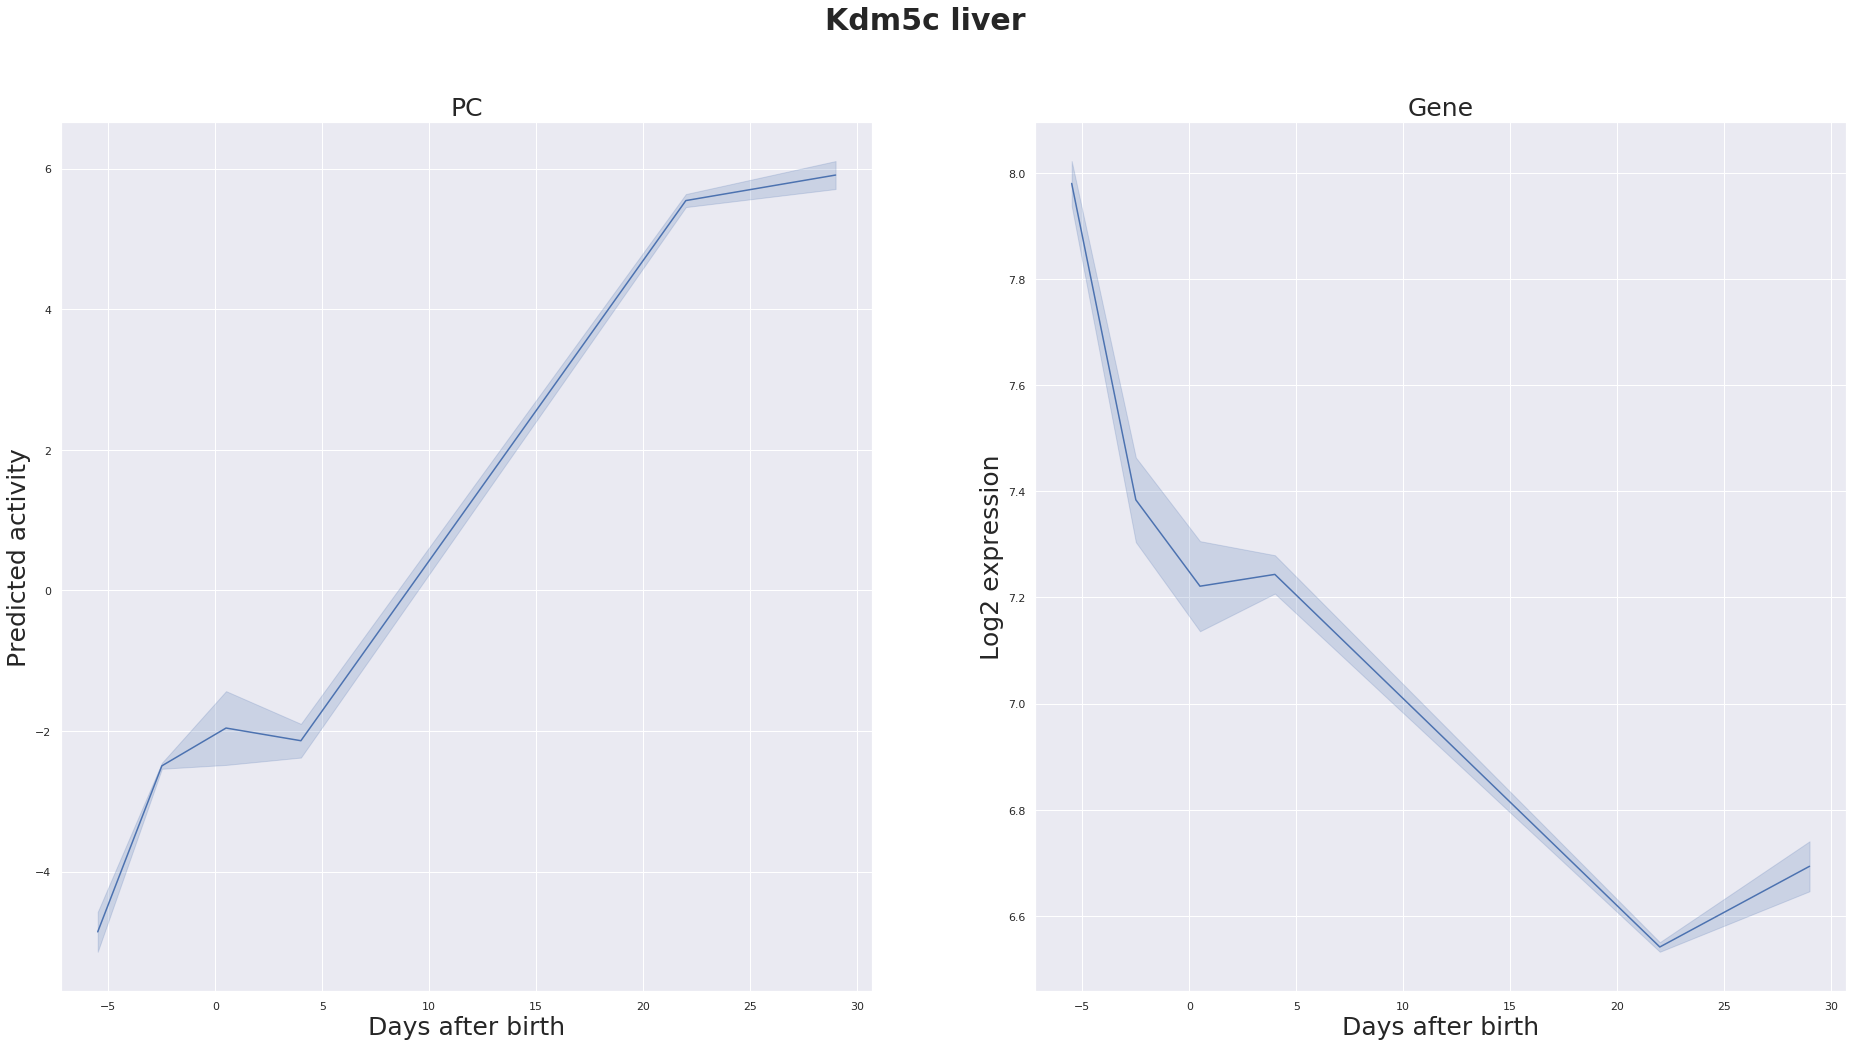 Kdm5c liver
PC
Predicted activity
6
4
2
0
−2
−4
−5 0 5 10 15 20 25 30
Days after birth
Gene
Log2 expression
8.0
7.8
7.6
7.4
7.2
7.0
6.8
6.6
−5 0 5 10 15 20 25 30
Days after birth